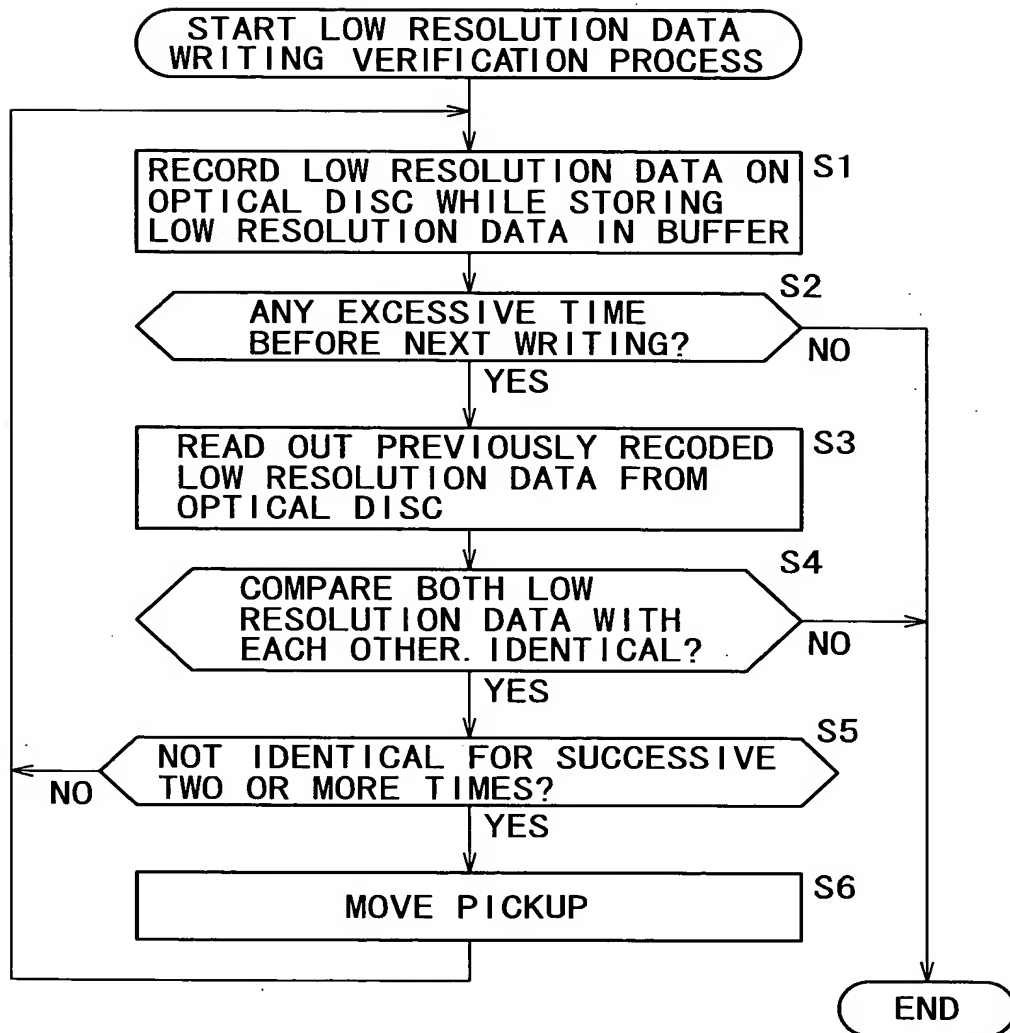 START LOW RESOLUTION DATA
WRITING VERIFICATION PROCESS
RECORD LOW RESOLUTION DATA ON
OPTICAL DISC WHILE STORING
LOW RESOLUTION DATA IN BUFFER
S1
ANY EXCESSIVE TIME
BEFORE NEXT WRITING?
S2
NO
YES
READ OUT PREVIOUSLY RECODED
LOW RESOLUTION DATA FROM
OPTICAL DISC
S3
COMPARE BOTH LOW
RESOLUTION DATA WITH
EACH OTHER. IDENTICAL?
S4
NO
YES
NOT IDENTICAL FOR SUCCESSIVE
TWO OR MORE TIMES?
S5
NO
YES
MOVE PICKUP
S6
END